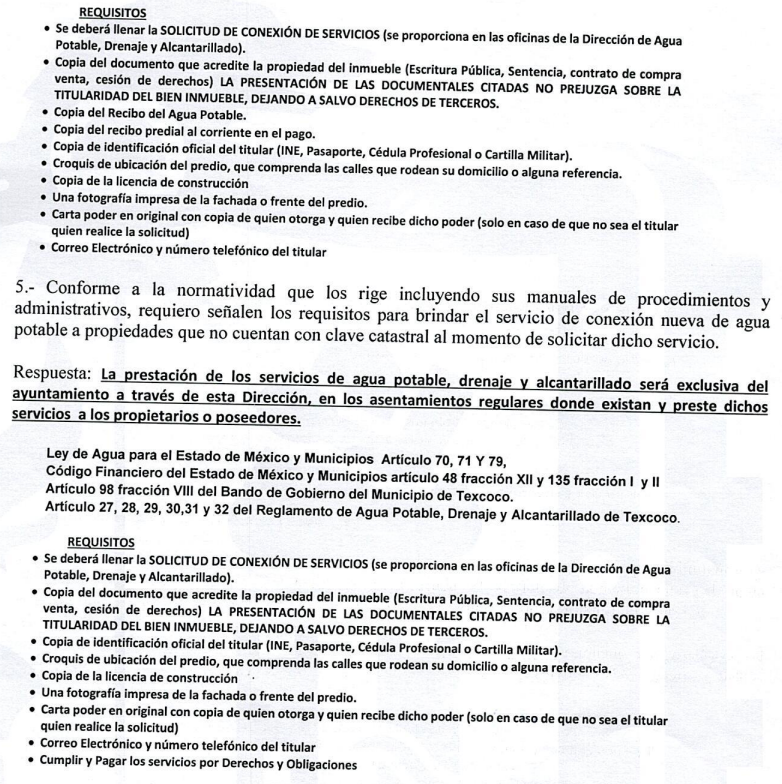 REQUISITOS
• Se deberá llenar la SOLICITUD DE CONEXIÓN DE SERVICIOS (se proporciona en las oficinas de la Dirección de Agua
Potable, Drenaje y Alcantarillado).
• Copia del documento que acredite la propiedad del inmueble (Escritura Pública, Sentencia, contrato de compra
venta, cesión de derechos) LA PRESENTACIÓN DE LAS DOCUMENTALES CITADAS NO PREJUZGA SOBRE LA
TITULARIDAD DEL BIEN INMUEBLE, DEJANDO A SALVO DERECHOS DE TERCEROS.
• Copia del Recibo del Agua Potable.
• Copia del recibo predial al corriente en el pago.
• Copia de identificación oficial del titular (INE, Pasaporte, Cédula Profesional o Cartilla Militar).
• Croquis de ubicación del predio, que comprenda las calles que rodean su domicilio o alguna referencia.
• Copia de la licencia de construcción
• Una fotografía impresa de la fachada o frente del predio.
• Carta poder en original con copia de quien otorga y quien recibe dicho poder (solo en caso de que no sea el titular
quien realice la solicitud)
• Correo Electrónico y número telefónico del titular
5.- Conforme a la normatividad que los rige incluyendo sus manuales de procedimientos y
administrativos, requiero señalen los requisitos para brindar el servicio de conexión nueva de agua
potable a propiedades que no cuentan con clave catastral al momento de solicitar dicho servicio.
Respuesta: La prestación de los servicios de agua potable, drenaje y alcantarillado será exclusiva del
ayuntamiento a través de esta Dirección, en los asentamientos regulares donde existan y preste dichos
servicios a los propietarios o poseedores.
Ley de Agua para el Estado de México y Municipios Artículo 70, 71 Y 79,
Código Financiero del Estado de México y Municipios artículo 48 fracción XII y 135 fracción I y II
Artículo 98 fracción VIII del Bando de Gobierno del Municipio de Texcoco.
Artículo 27, 28, 29, 30,31 y 32 del Reglamento de Agua Potable, Drenaje y Alcantarillado de Texcoco.
REQUISITOS
• Se deberá llenar la SOLICITUD DE CONEXIÓN DE SERVICIOS (se proporciona en las oficinas de la Dirección de Agua
Potable, Drenaje y Alcantarillado).
• Copia del documento que acredite la propiedad del inmueble (Escritura Pública, Sentencia, contrato de compra
venta, cesión de derechos) LA PRESENTACIÓN DE LAS DOCUMENTALES CITADAS NO PREJUZGA SOBRE LA
TITULARIDAD DEL BIEN INMUEBLE, DEJANDO A SALVO DERECHOS DE TERCEROS.
• Copia de identificación oficial del titular (INE, Pasaporte, Cédula Profesional o Cartilla Militar).
• Croquis de ubicación del predio, que comprenda las calles que rodean su domicilio o alguna referencia.
• Copia de la licencia de construcción
• Una fotografía impresa de la fachada o frente del predio.
• Carta poder en original con copia de quien otorga y quien recibe dicho poder (solo en caso de que no sea el titular
quien realice la solicitud)
• Correo Electrónico y número telefónico del titular
• Cumplir y Pagar los servicios por Derechos y Obligaciones